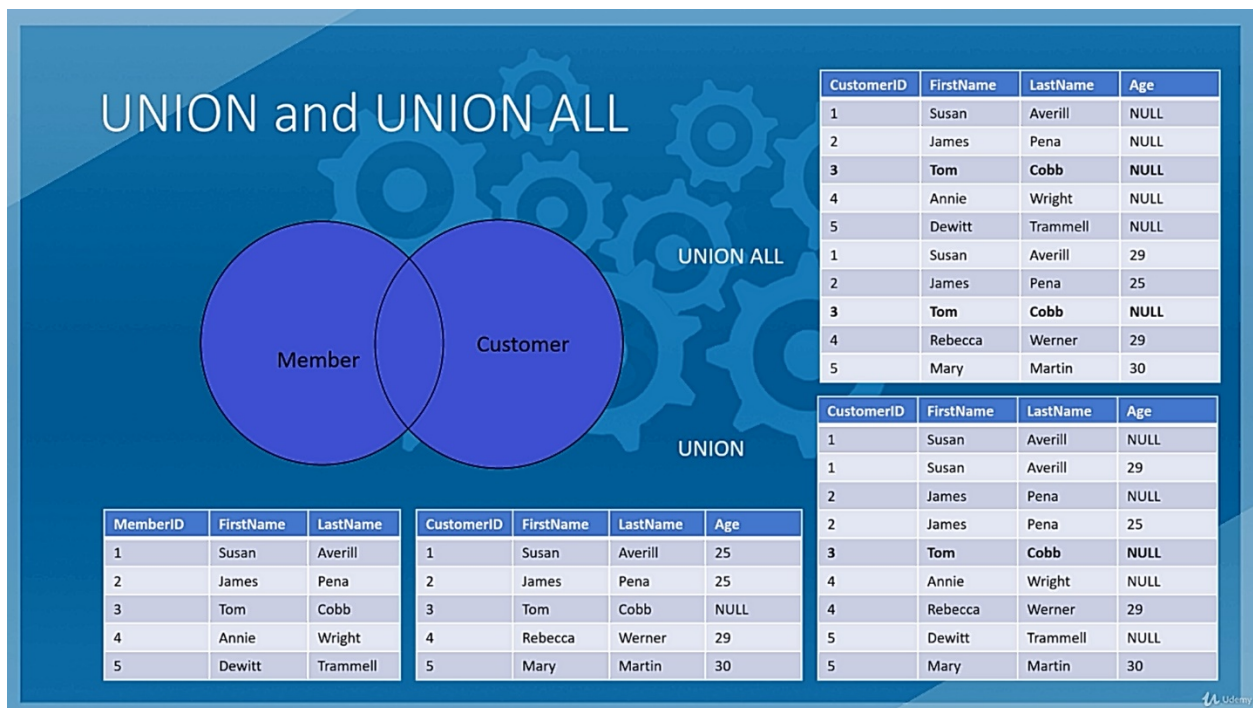 UNION and UNION ALL
Member
Customer
UNION ALL
UNION
MemberID FirstName LastName
1 Susan Averill
2 James Pena
3 Tom Cobb
4 Annie Wright
5 Dewitt Trammell
CustomerID FirstName LastName Age
1 Susan Averill 25
2 James Pena 25
3 Tom Cobb NULL
4 Rebecca Werner 29
5 Mary Martin 30
CustomerID FirstName LastName Age
1 Susan Averill NULL
2 James Pena NULL
3 Tom Cobb NULL
4 Annie Wright NULL
5 Dewitt Trammell NULL
1 Susan Averill 29
2 James Pena 25
3 Tom Cobb NULL
4 Rebecca Werner 29
5 Mary Martin 30
CustomerID FirstName LastName Age
1 Susan Averill NULL
1 Susan Averill 29
2 James Pena NULL
2 James Pena 25
3 Tom Cobb NULL
4 Annie Wright NULL
4 Rebecca Werner 29
5 Dewitt Trammell NULL
5 Mary Martin 30
Udemy